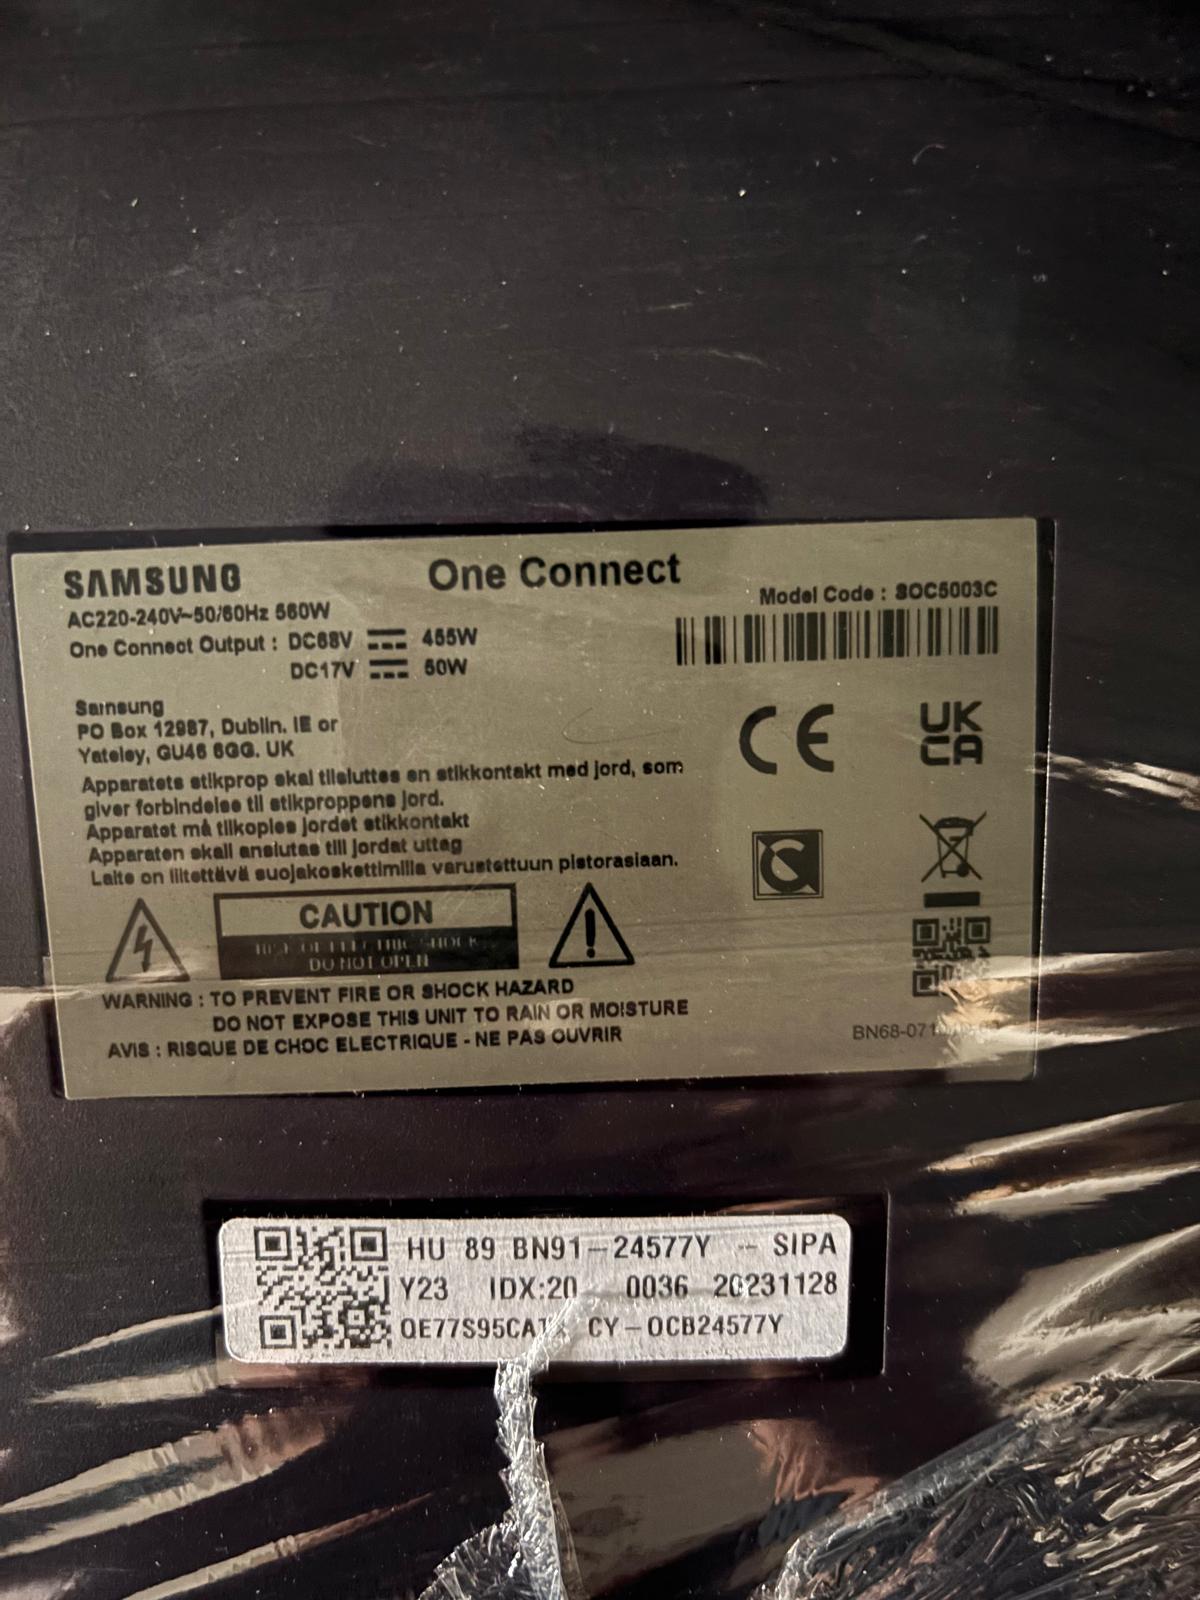 SAMSUNG
One Connect
AC220-240V~50/60Hz 560W
Model Code : SOC5003C
One Connect Output : DC68V 455W
DC17V 50W
Samsung
PO Box 12987, Dublin. IE or
Yateley, GU46 6GG. UK
Apparatets stikprop skal tilsluttes en stikkontakt med jord, som
giver forbindelse til stikproppens jord.
Apparatet må tilkoples jordet stikkontakt
Apparaten skall anslutas till jordat uttag
Laite on liitettävä suojakoskettimilla varustettuun pistorasiaan.
CE
UK
CA
CAUTION
RISK OF ELECTRIC SHOCK
DO NOT OPEN
WARNING : TO PREVENT FIRE OR SHOCK HAZARD
DO NOT EXPOSE THIS UNIT TO RAIN OR MOISTURE
AVIS : RISQUE DE CHOC ELECTRIQUE - NE PAS OUVRIR
HU 89 BN91-24577Y -- SIPA
Y23 IDX:20 0036 20231128
CY-OCB24577Y